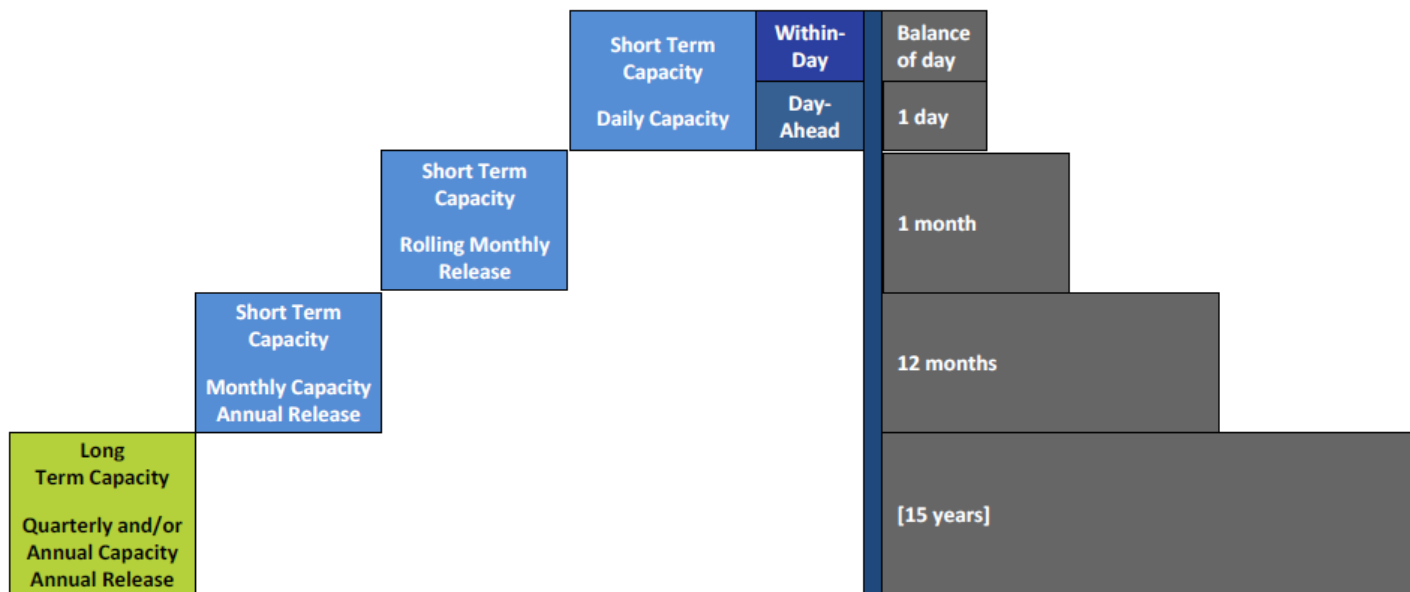 Short Term
Capacity
Daily Capacity
Within-
Day
Day-
Ahead
Balance
of day
1 day
Short Term
Capacity
Rolling Monthly
Release
1 month
Short Term
Capacity
Monthly Capacity
Annual Release
12 months
Long
Term Capacity
Quarterly and/or
Annual Capacity
Annual Release
[15 years]